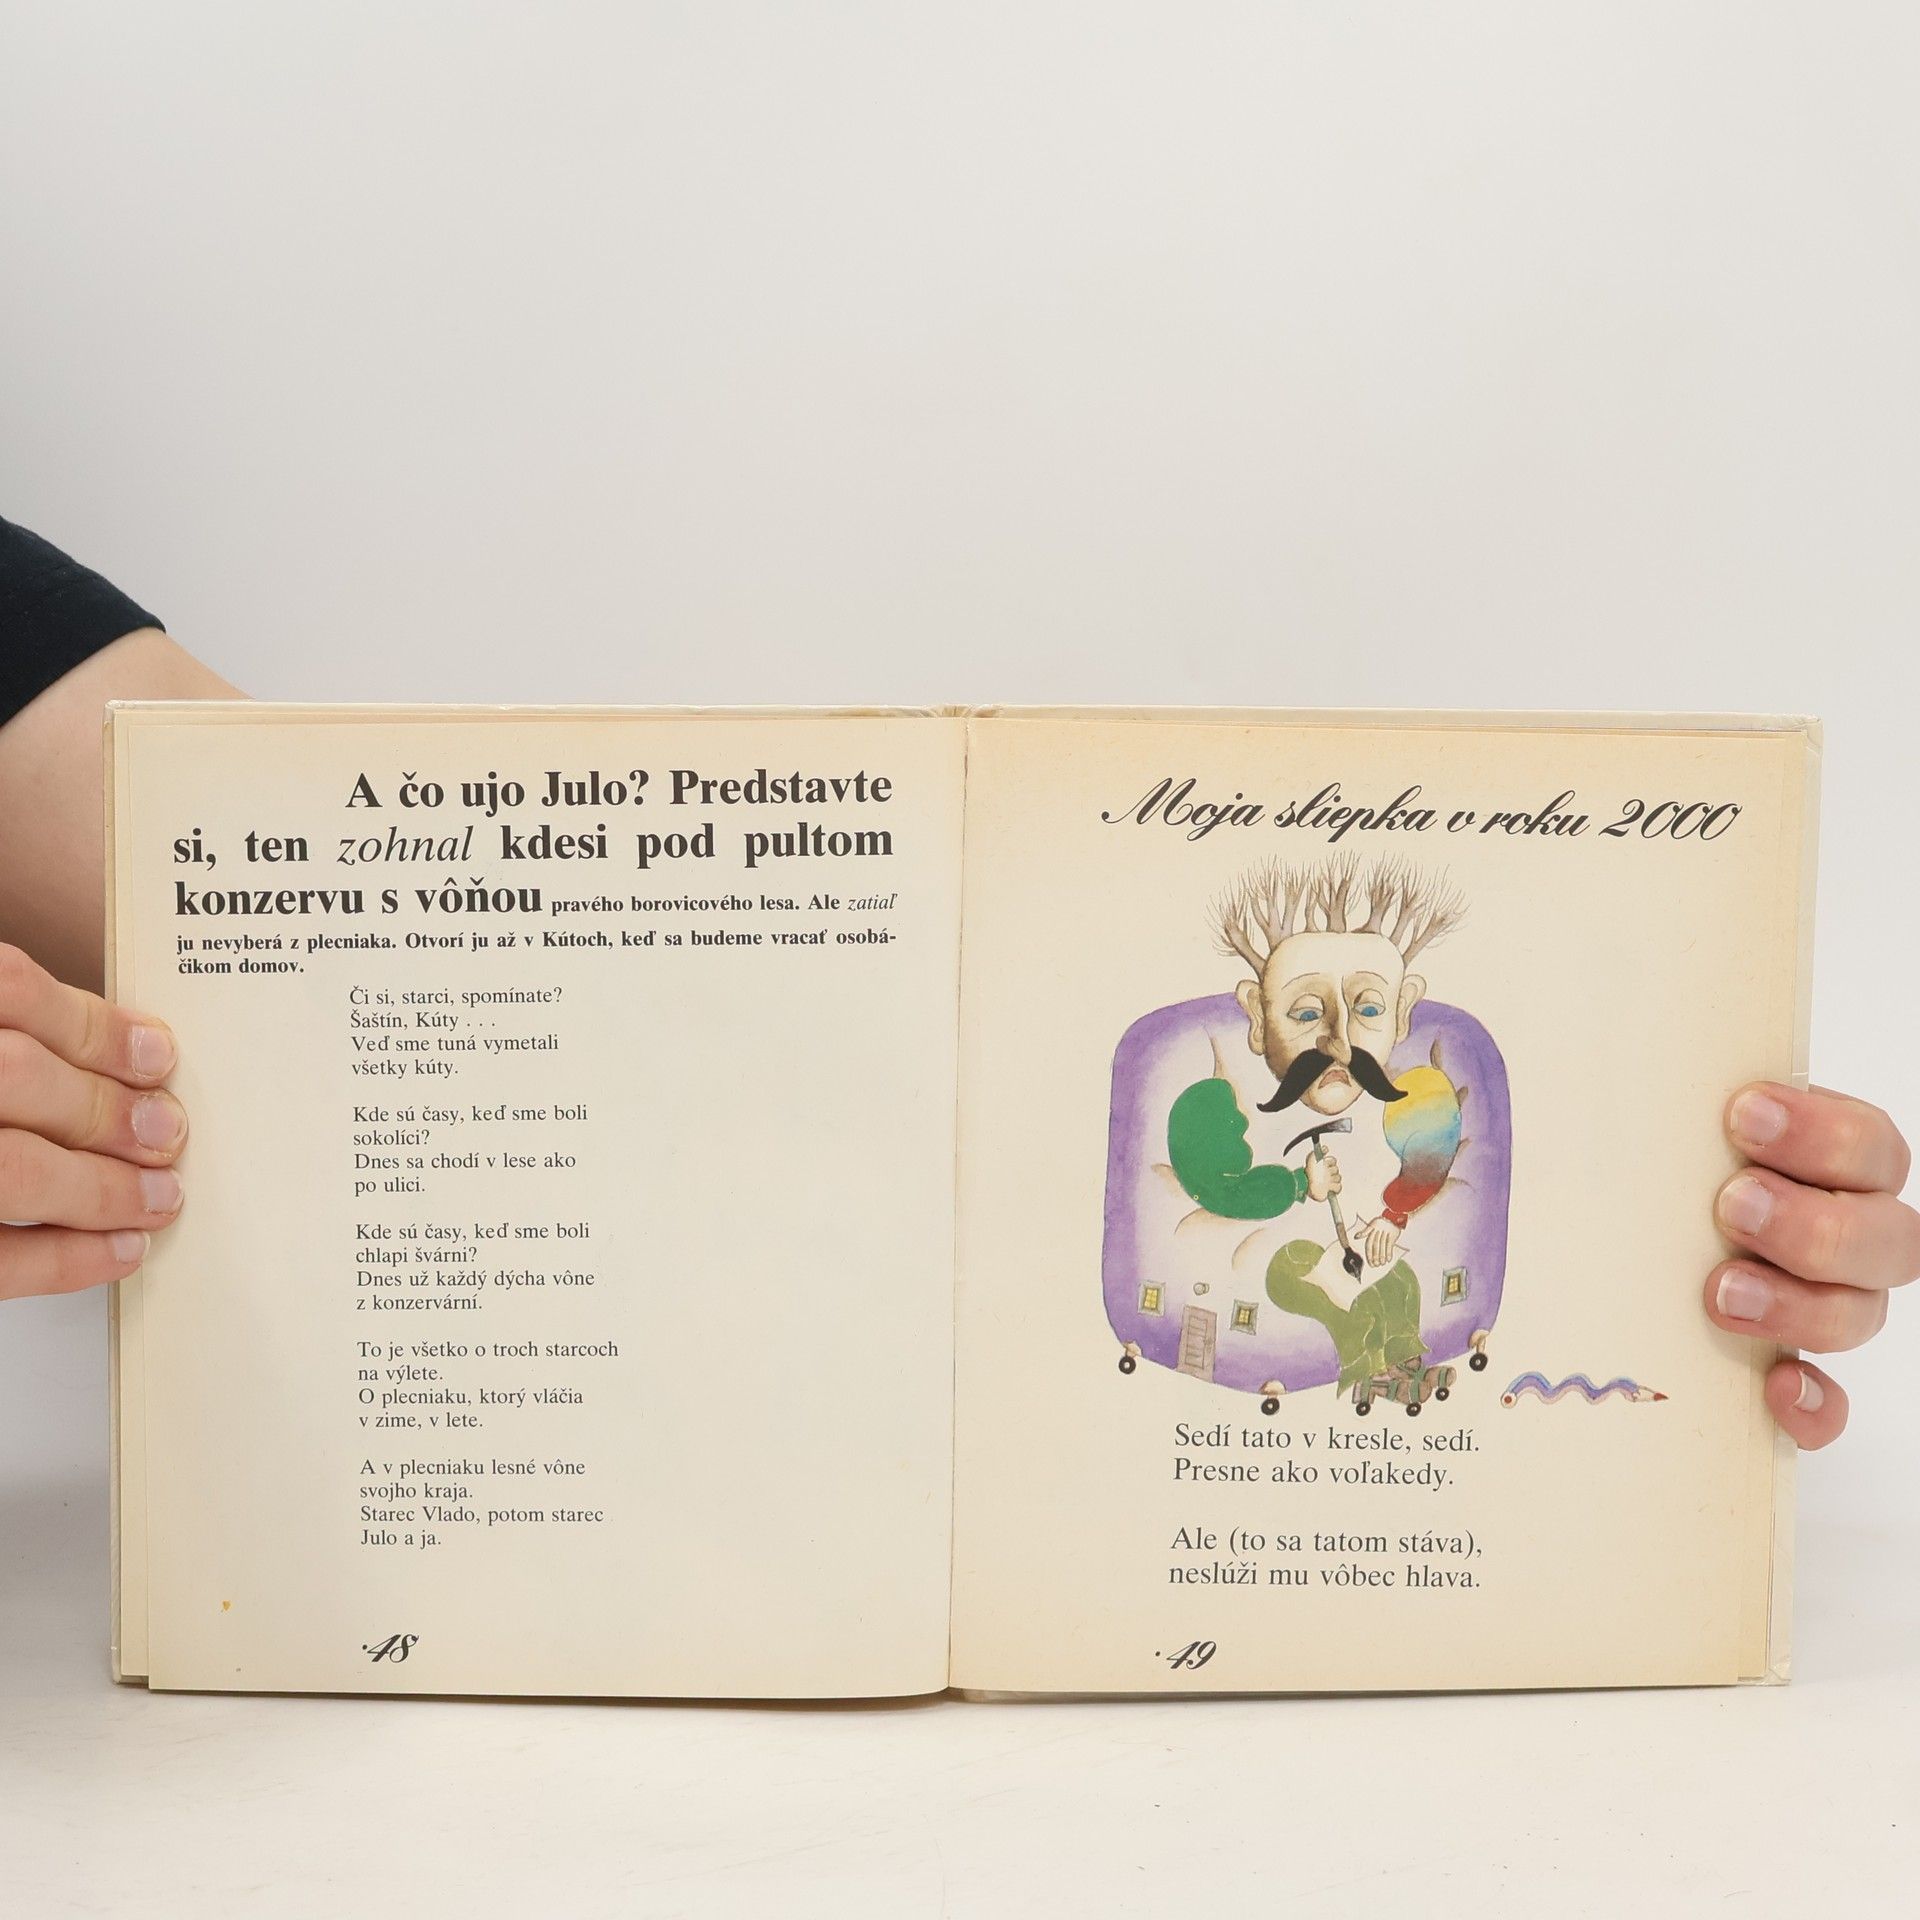 A čo ujo Julo? Predstavte
si, ten zohnal kdesi pod pultom
konzervu s vôňou pravého borovicového lesa. Ale zatiaľ
ju nevyberá z plecniaka. Otvorí ju až v Kútoch, keď sa budeme vracať osobá-
čikom domov.
Či si, starci, spomínate?
Šaštín, Kúty . . .
Veď sme tuná vymetali
všetky kúty.
Kde sú časy, keď sme boli
sokolíci?
Dnes sa chodí v lese ako
po ulici.
Kde sú časy, keď sme boli
chlapi švárni?
Dnes už každý dýcha vône
z konzervární.
To je všetko o troch starcoch
na výlete.
O plecniaku, ktorý vláčia
v zime, v lete.
A v plecniaku lesné vône
svojho kraja.
Starec Vlado, potom starec
Julo a ja.
·48
Moja sliepka v roku 2000
Sedí tato v kresle, sedí.
Presne ako voľakedy.
Ale (to sa tatom stáva),
neslúži mu vôbec hlava.
·49